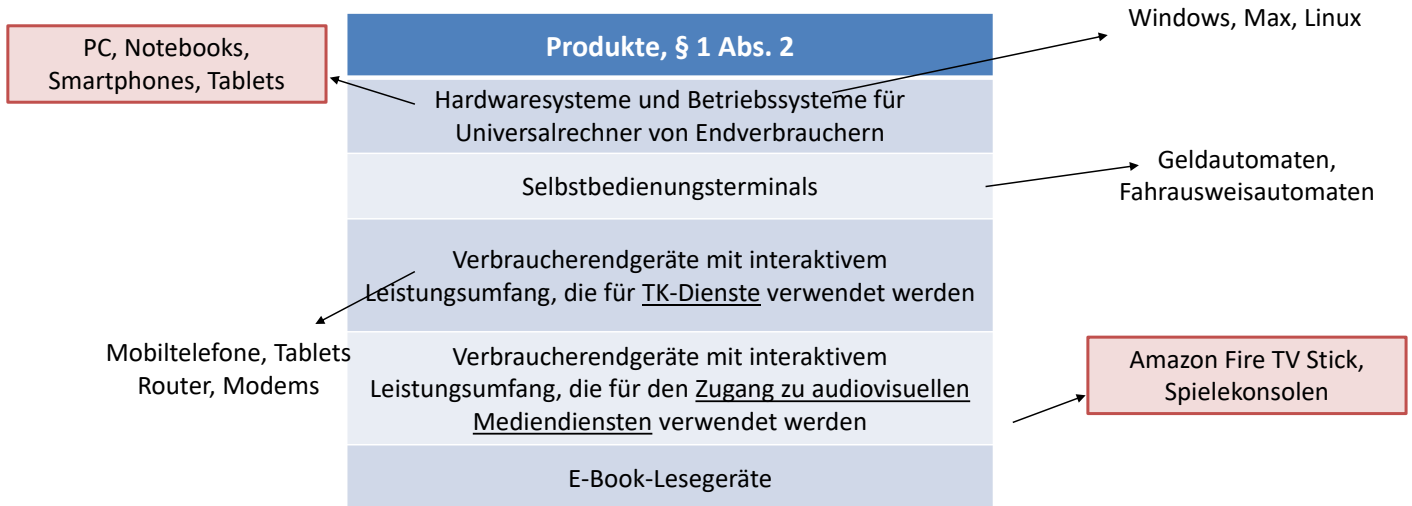 Windows, Max, Linux
PC, Notebooks,
Smartphones, Tablets
Produkte, § 1 Abs. 2
Hardwaresysteme und Betriebssysteme für
Universalrechner von Endverbrauchern
Selbstbedienungsterminals
Geldautomaten,
Fahrausweisautomaten
Verbraucherendgeräte mit interaktivem
Leistungsumfang, die für TK-Dienste verwendet werden
Mobiltelefone, Tablets
Router, Modems
Verbraucherendgeräte mit interaktivem
Leistungsumfang, die für den Zugang zu audiovisuellen
Mediendiensten verwendet werden
Amazon Fire TV Stick,
Spielekonsolen
E-Book-Lesegeräte